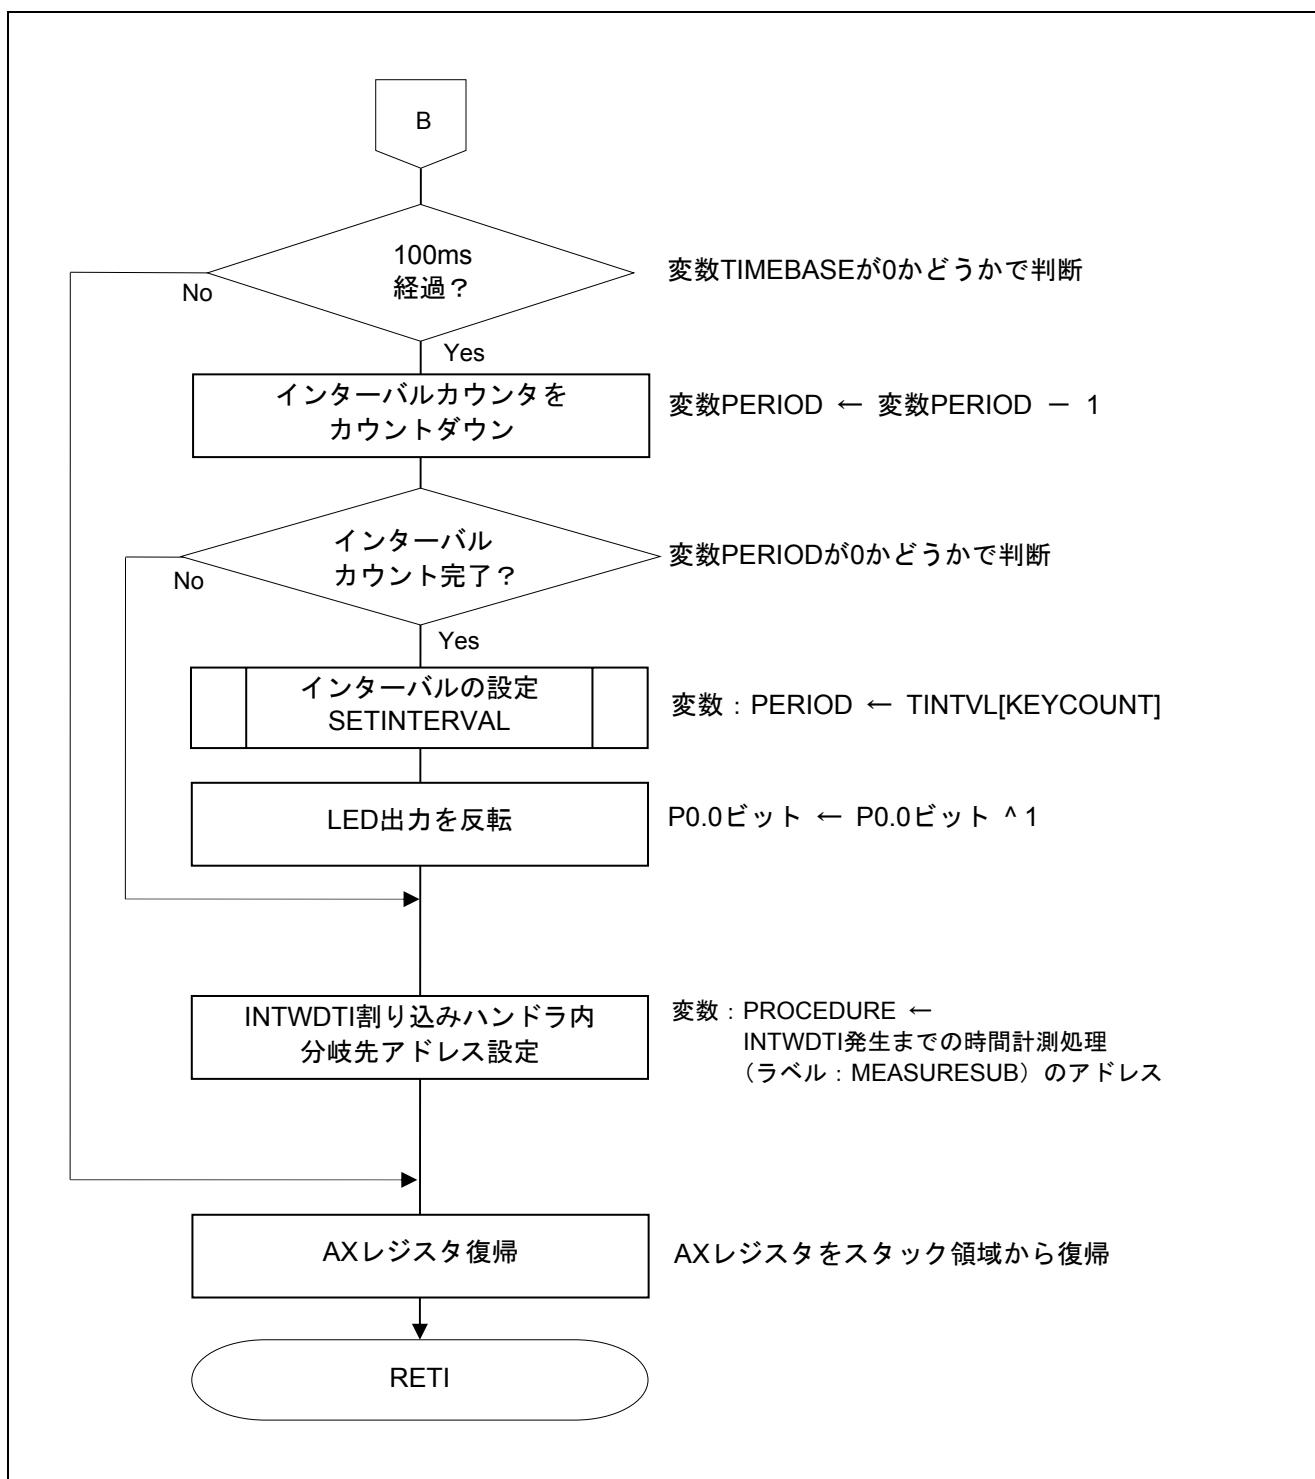 B
100ms
経過?
変数TIMEBASEが0かどうかで判断
No
Yes
インターバルカウンタを
カウントダウン
変数PERIOD ← 変数PERIOD － 1
インターバル
カウント完了?
変数PERIODが0かどうかで判断
No
Yes
インターバルの設定
SETINTERVAL
変数:PERIOD ← TINTVL[KEYCOUNT]
LED出力を反転
P0.0ビット ← P0.0ビット ^ 1
INTWDTI割り込みハンドラ内
分岐先アドレス設定
変数:PROCEDURE ←
INTWDTI発生までの時間計測処理
(ラベル:MEASURESUB)のアドレス
AXレジスタ復帰
AXレジスタをスタック領域から復帰
RETI